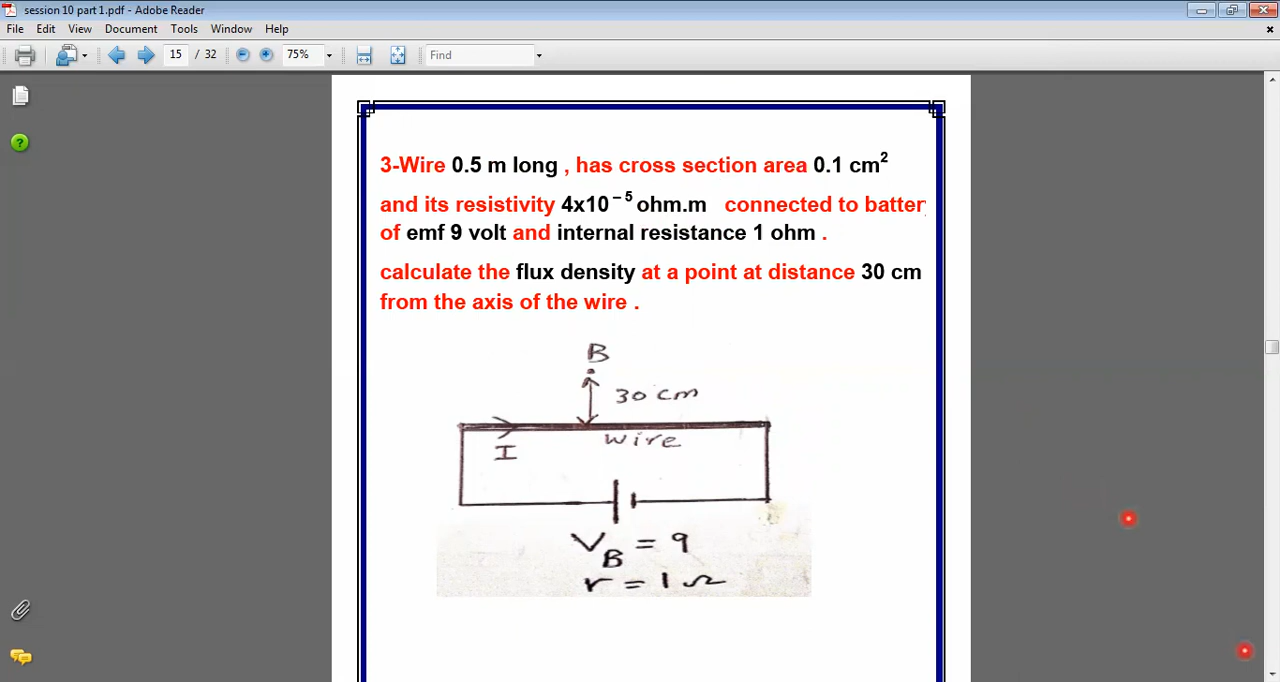 session 10 part 1.pdf - Adobe Reader
File Edit View Document Tools Window Help
15 / 32 75% Find
3-Wire 0.5 m long , has cross section area 0.1 cm²
and its resistivity 4x10⁻⁵ ohm.m connected to batter
of emf 9 volt and internal resistance 1 ohm .
calculate the flux density at a point at distance 30 cm
from the axis of the wire .
B
30 cm
wire
I
V_B = 9
r = 1 Ω